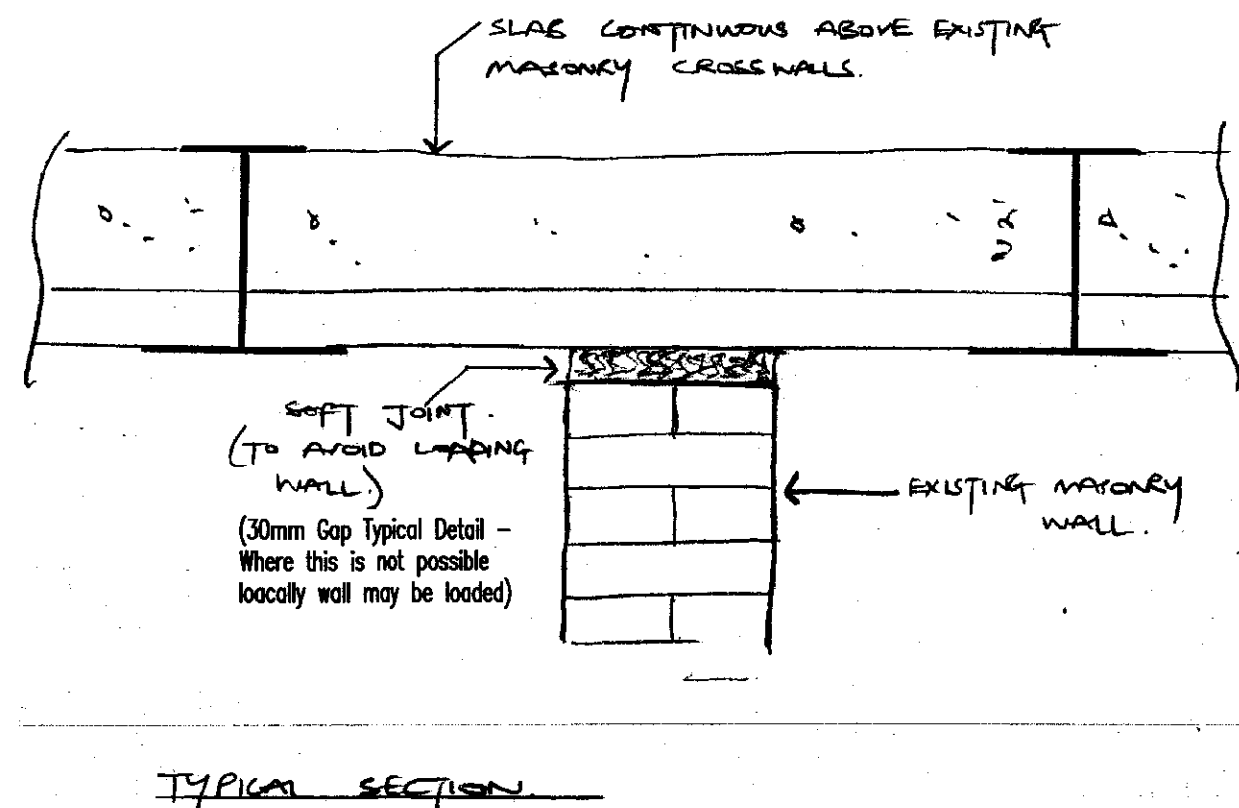 SLAB CONTINUOUS ABOVE EXISTING
MASONRY CROSSWALLS.
SOFT JOINT.
(TO AVOID LOADING
WALL.)
(30mm Gap Typical Detail –
Where this is not possible
loacally wall may be loaded)
EXISTING MASONRY
WALL.
TYPICAL SECTION.